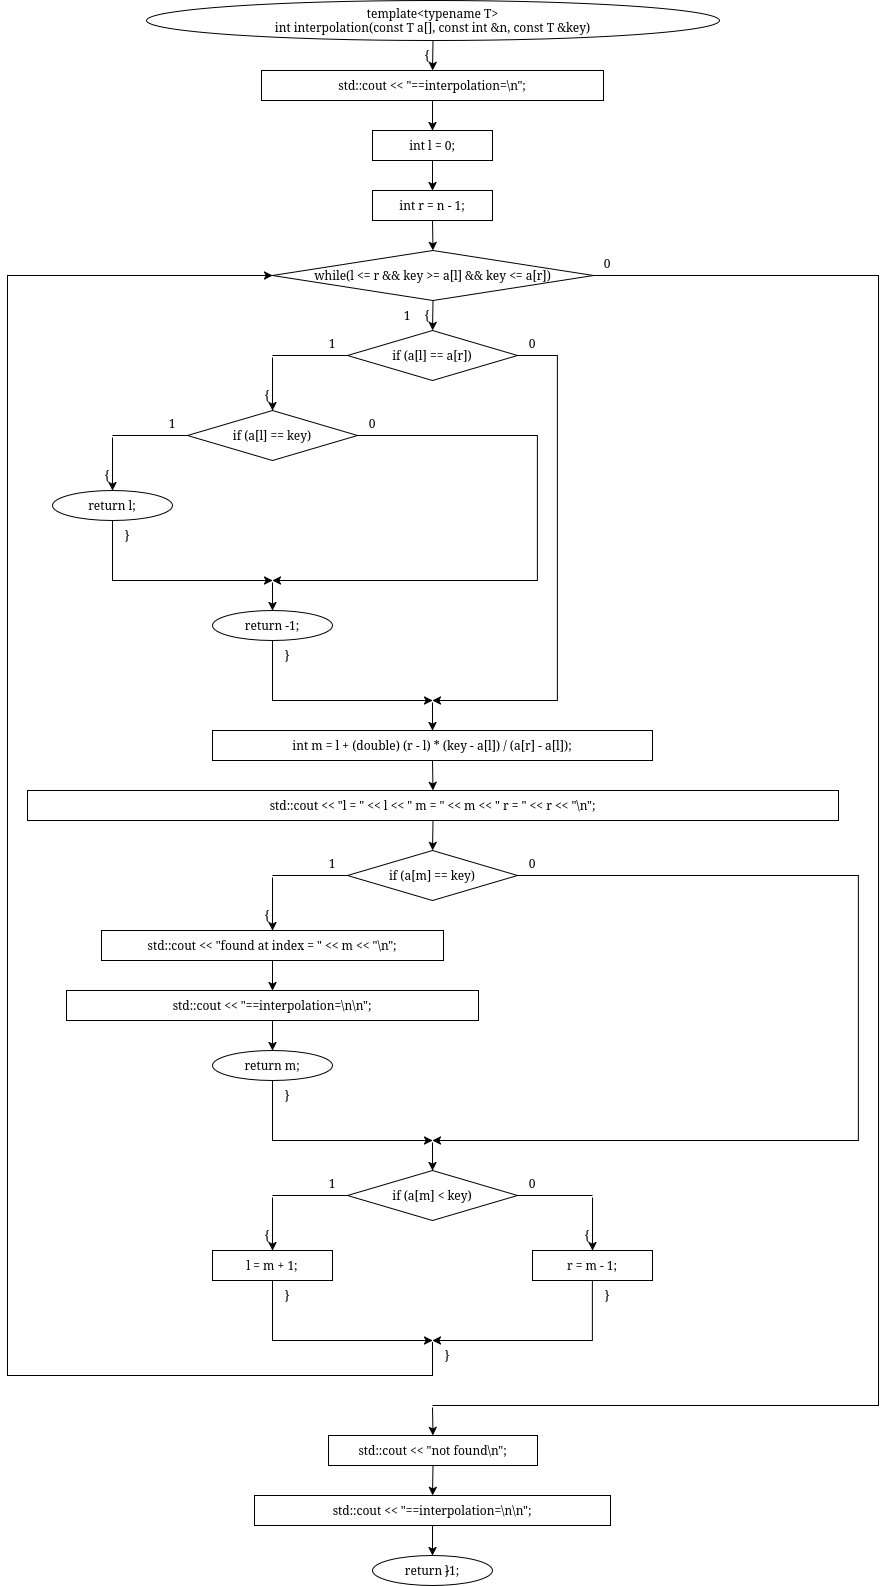 template<typename T>
int interpolation(const T a[], const int &n, const T &key)
{
std::cout << "==interpolation=\n";
int l = 0;
int r = n - 1;
while(l <= r && key >= a[l] && key <= a[r])
0
1 {
if (a[l] == a[r])
1
0
{
if (a[l] == key)
1
0
{
return l;
}
return -1;
}
int m = l + (double) (r - l) * (key - a[l]) / (a[r] - a[l]);
std::cout << "l = " << l << " m = " << m << " r = " << r << "\n";
if (a[m] == key)
1
0
{
std::cout << "found at index = " << m << "\n";
std::cout << "==interpolation=\n\n";
return m;
}
if (a[m] < key)
1
0
{
{
l = m + 1;
r = m - 1;
}
}
}
std::cout << "not found\n";
std::cout << "==interpolation=\n\n";
return -1;
}